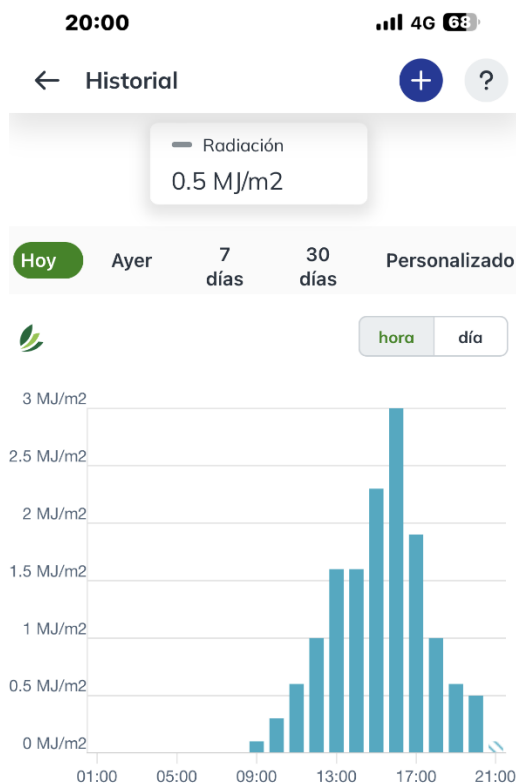 20:00 4G 68
Historial + ?
Radiación
0.5 MJ/m2
Hoy Ayer 7 días 30 días Personalizado
hora día
3 MJ/m2
2.5 MJ/m2
2 MJ/m2
1.5 MJ/m2
1 MJ/m2
0.5 MJ/m2
0 MJ/m2
01:00 05:00 09:00 13:00 17:00 21:00